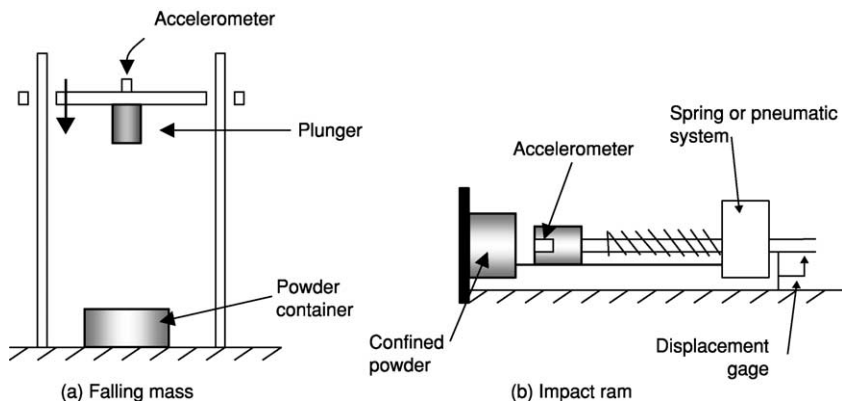 Accelerometer
Plunger
Powder
container
(a) Falling mass
Spring or pneumatic
system
Accelerometer
Confined
powder
Displacement
gage
(b) Impact ram